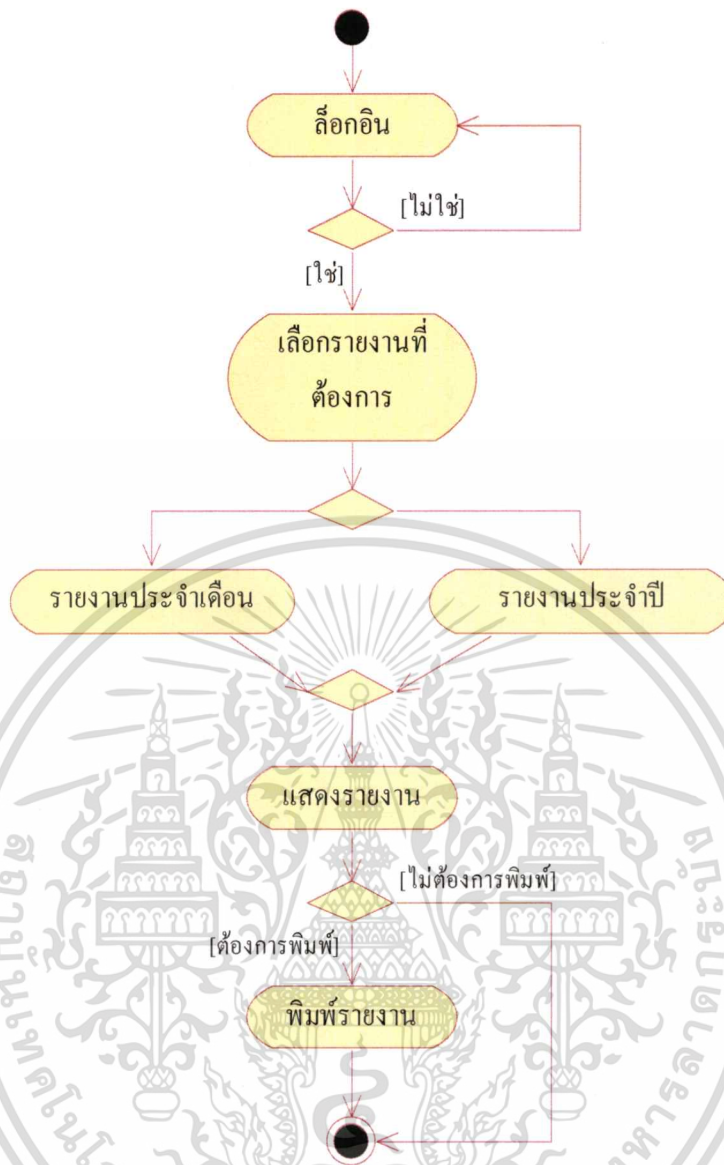 ล็อกอิน
[ไม่ใช่]
[ใช่]
เลือกรายงานที่
ต้องการ
รายงานประจำเดือน
รายงานประจำปี
แสดงรายงาน
[ไม่ต้องการพิมพ์]
[ต้องการพิมพ์]
พิมพ์รายงาน